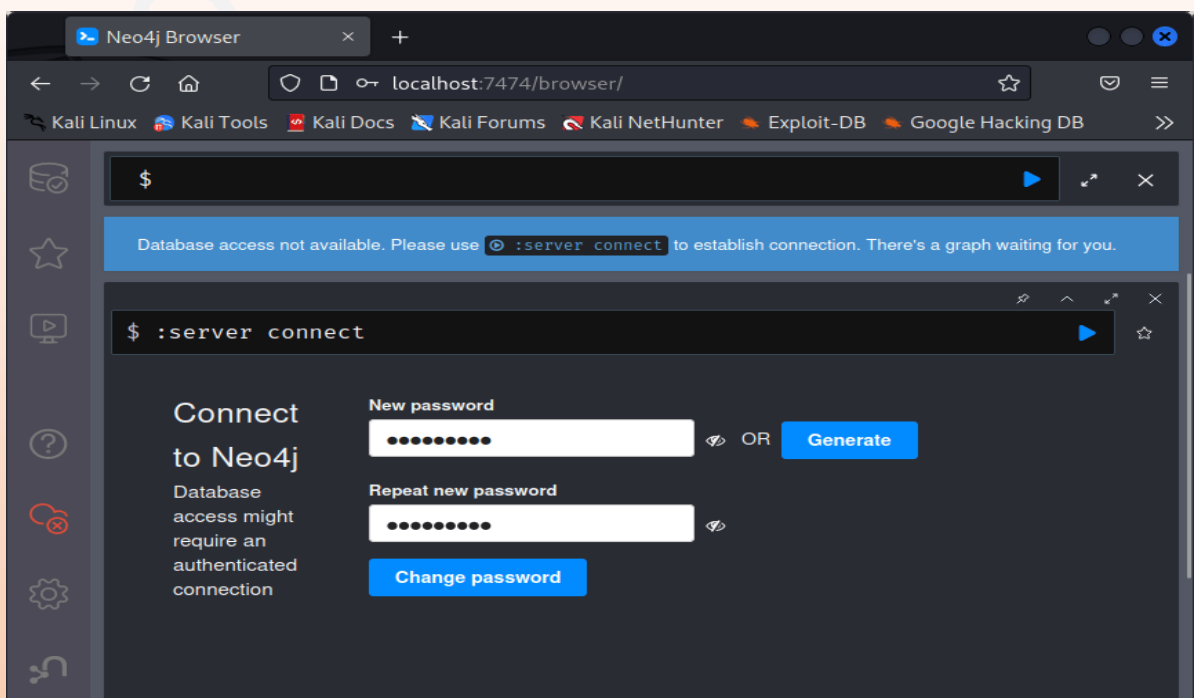 Neo4j Browser
localhost:7474/browser/
Kali Linux Kali Tools Kali Docs Kali Forums Kali NetHunter Exploit-DB Google Hacking DB
$
Database access not available. Please use :server connect to establish connection. There's a graph waiting for you.
$ :server connect
Connect
to Neo4j
Database
access might
require an
authenticated
connection
New password
•••••••••
OR
Generate
Repeat new password
•••••••••
Change password